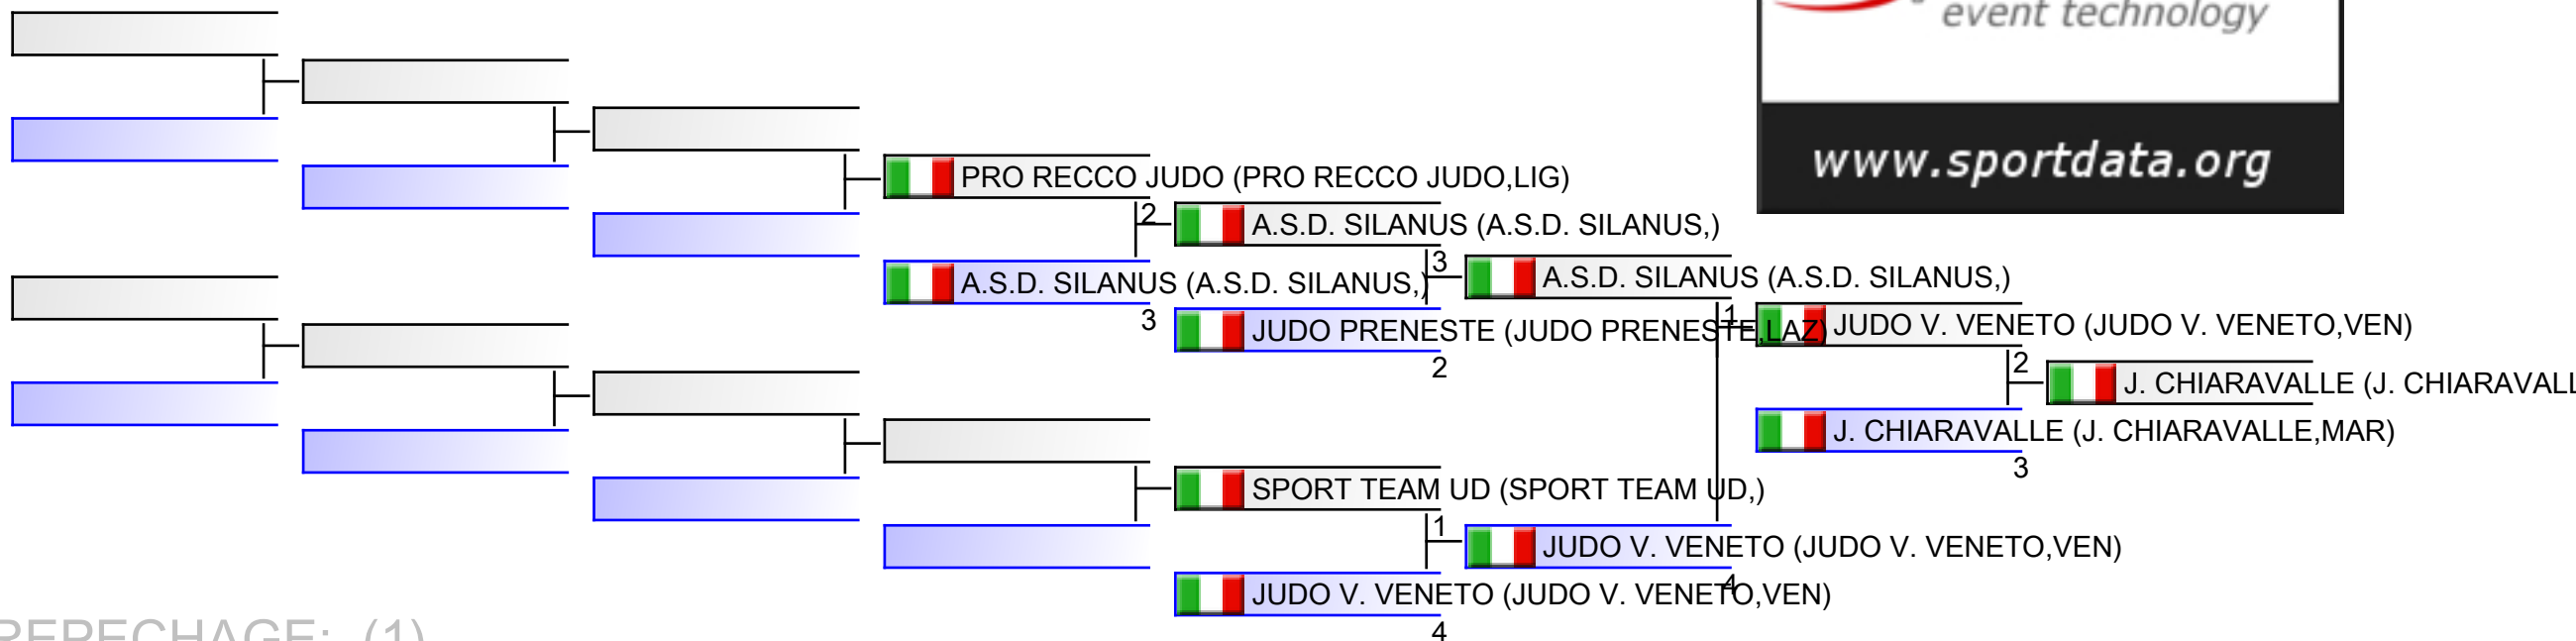 event technology
www.sportdata.org
PRO RECCO JUDO (PRO RECCO JUDO,LIG)
2
A.S.D. SILANUS (A.S.D. SILANUS,)
A.S.D. SILANUS (A.S.D. SILANUS,)
3
3
A.S.D. SILANUS (A.S.D. SILANUS,)
JUDO PRENESTE (JUDO PRENESTE,LAZ)
2
1
JUDO V. VENETO (JUDO V. VENETO,VEN)
2
J. CHIARAVALLE (J. CHIARAVALL
J. CHIARAVALLE (J. CHIARAVALLE,MAR)
3
SPORT TEAM UD (SPORT TEAM UD,)
1
JUDO V. VENETO (JUDO V. VENETO,VEN)
4
JUDO V. VENETO (JUDO V. VENETO,VEN)
4
REPECHAGE: (1)